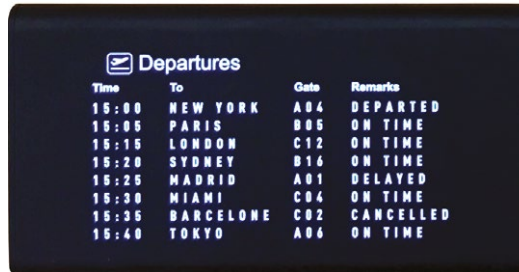 Departures
Time To Gate Remarks
15:00 NEW YORK A04 DEPARTED
15:05 PARIS B05 ON TIME
15:15 LONDON C12 ON TIME
15:20 SYDNEY B16 ON TIME
15:25 MADRID A01 DELAYED
15:30 MIAMI C04 ON TIME
15:35 BARCELONE C02 CANCELLED
15:40 TOKYO A06 ON TIME